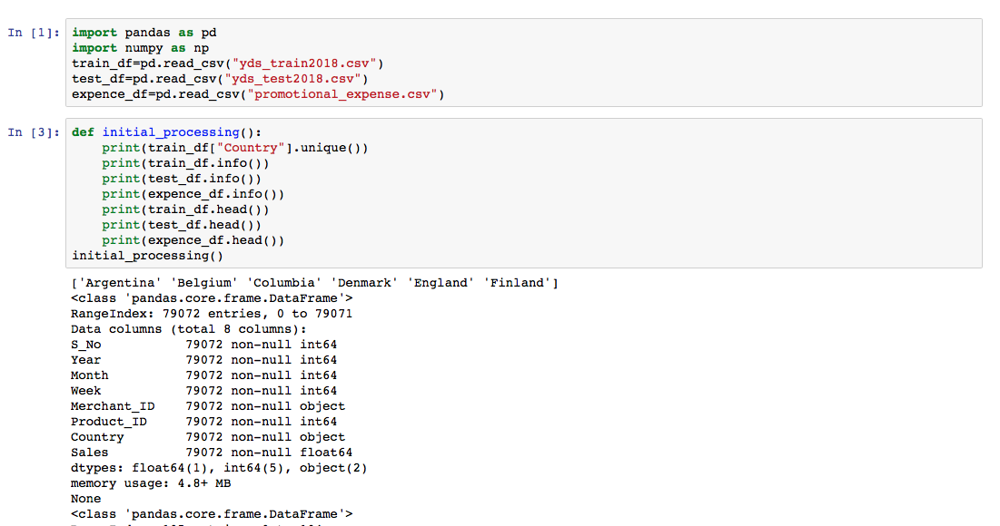 In [1]: import pandas as pd
import numpy as np
train_df=pd.read_csv("yds_train2018.csv")
test_df=pd.read_csv("yds_test2018.csv")
expence_df=pd.read_csv("promotional_expense.csv")
In [3]: def initial_processing():
    print(train_df["Country"].unique())
    print(train_df.info())
    print(test_df.info())
    print(expence_df.info())
    print(train_df.head())
    print(test_df.head())
    print(expence_df.head())
initial_processing()
['Argentina' 'Belgium' 'Columbia' 'Denmark' 'England' 'Finland']
<class 'pandas.core.frame.DataFrame'>
RangeIndex: 79072 entries, 0 to 79071
Data columns (total 8 columns):
S_No           79072 non-null int64
Year           79072 non-null int64
Month          79072 non-null int64
Week           79072 non-null int64
Merchant_ID    79072 non-null object
Product_ID     79072 non-null int64
Country        79072 non-null object
Sales          79072 non-null float64
dtypes: float64(1), int64(5), object(2)
memory usage: 4.8+ MB
None
<class 'pandas.core.frame.DataFrame'>